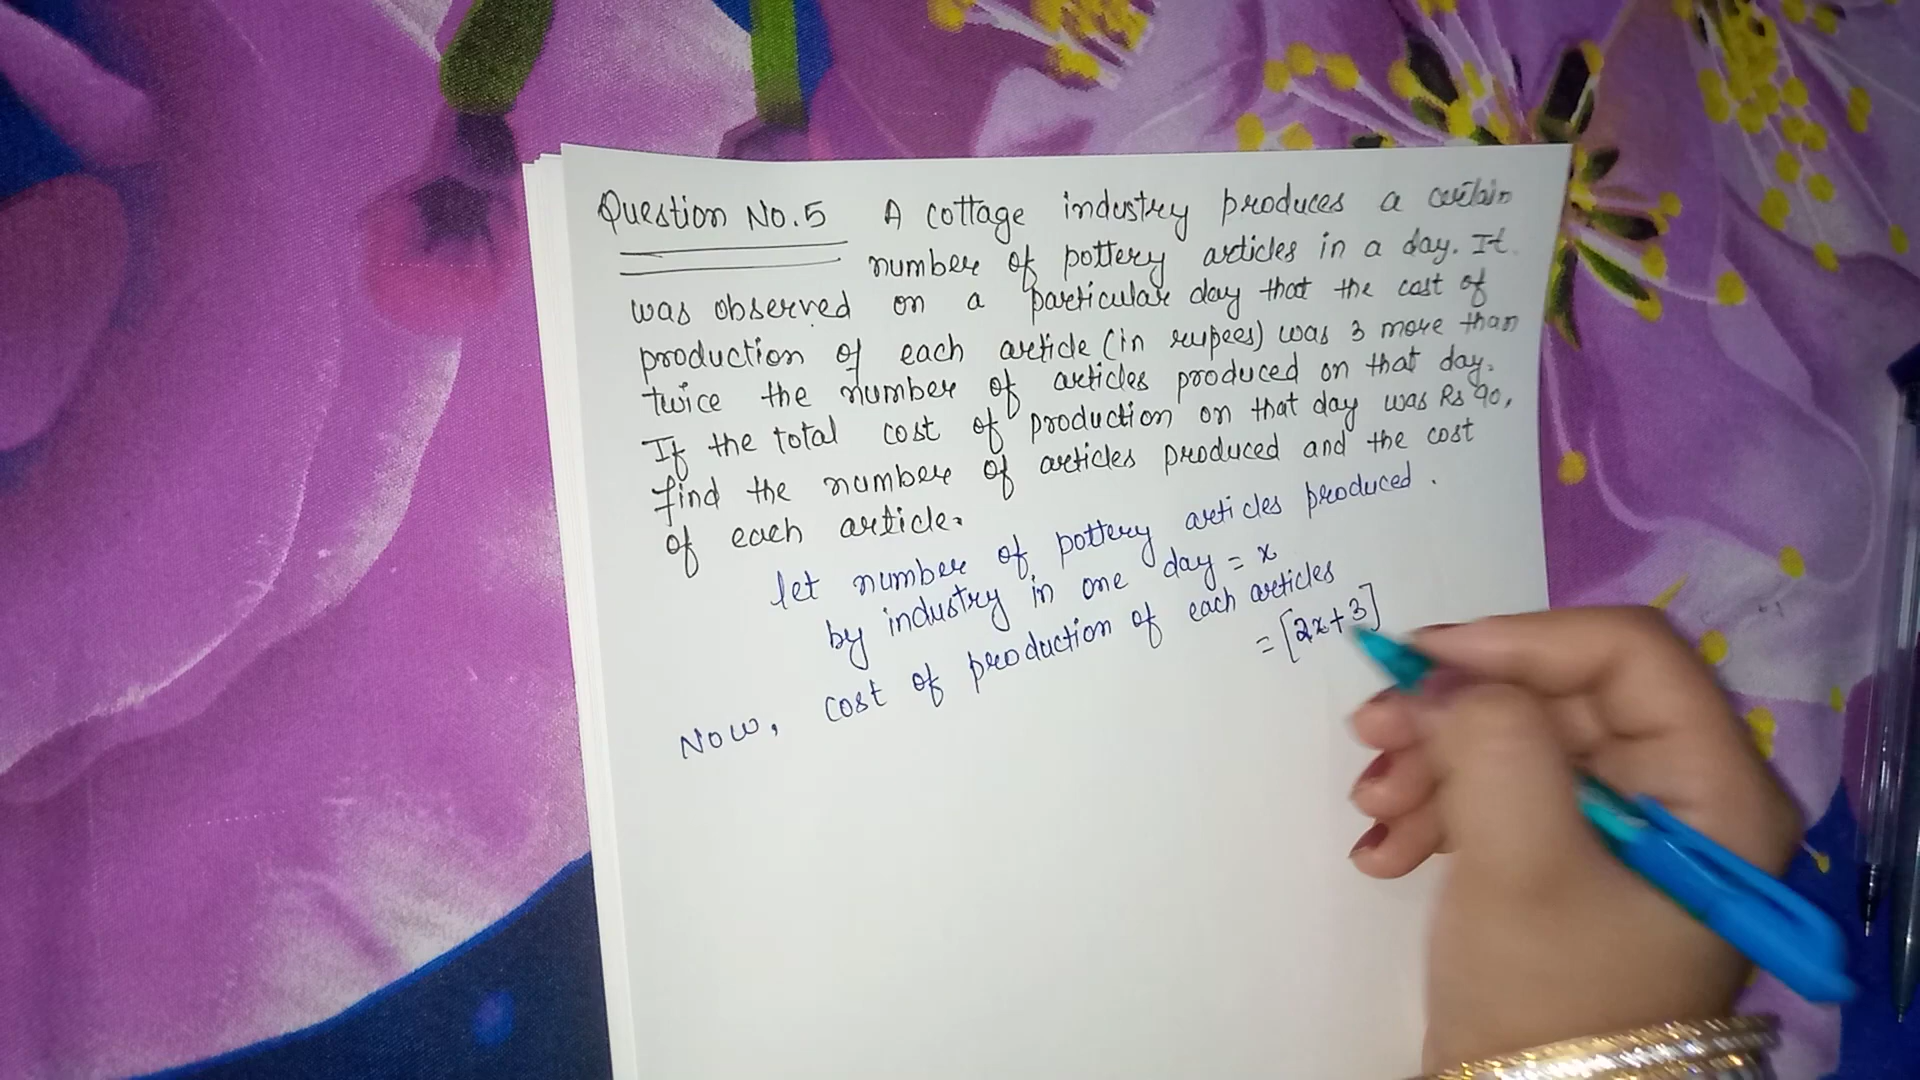 Question No.5 A cottage industry produces a certain
number of pottery articles in a day. It
was observed on a particular day that the cost of
production of each article (in rupees) was 3 more than
twice the number of articles produced on that day.
If the total cost of production on that day was Rs 90,
find the number of articles produced and the cost
of each article.
let number of pottery articles produced.
by industry in one day = x
Now, cost of production of each articles
= [2x+3]